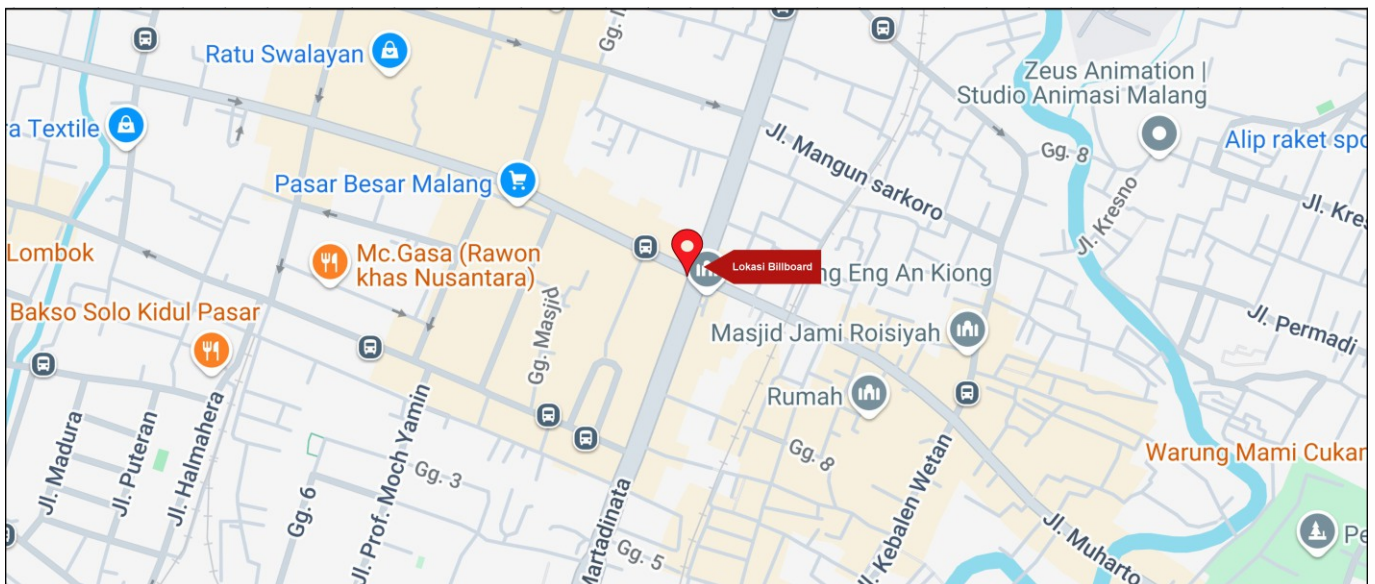 Ratu Swalayan
Gg.
Zeus Animation |
Studio Animasi Malang
a Textile
Jl. Mangun sarkoro
Gg. 8
Alip raket spo
Pasar Besar Malang
Jl. Kresno
Jl. Kres
Lombok
Mc.Gasa (Rawon
khas Nusantara)
Lokasi Billboard
ng Eng An Kiong
Bakso Solo Kidul Pasar
Gg. Masjid
Masjid Jami Roisiyah
Jl. Permadi
Rumah
Jl. Madura
Jl. Puteran
Jl. Halmahera
Jl. Prof. Moch Yamin
Gg. 3
Gg. 6
Gg. 8
Warung Mami Cukar
Martadinata
Gg. 5
Jl. Kebalen Wetan
Jl. Muharto
Pe